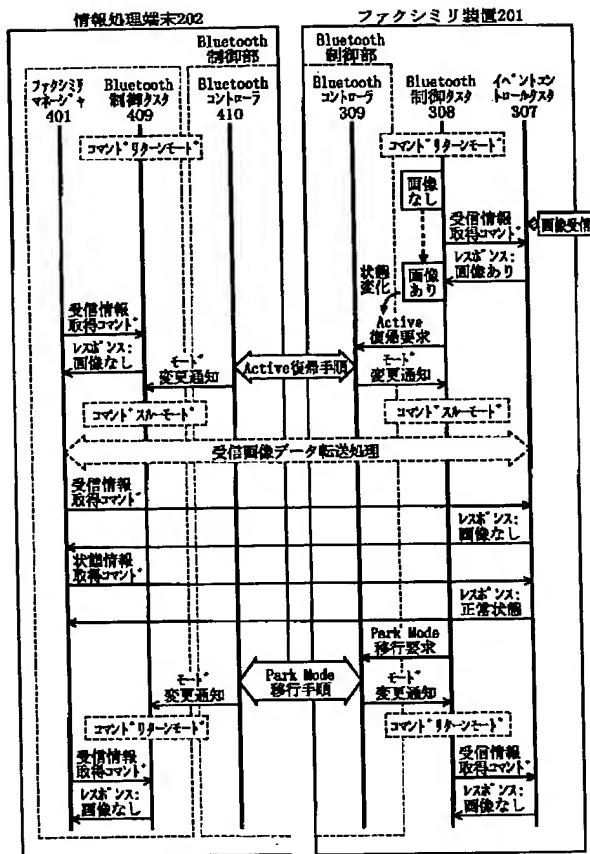 情報処理端末202
ファクシミリ装置201
Bluetooth
制御部
Bluetooth
制御部
ファクシミリ
マネージャ
401
Bluetooth
制御タスク
409
Bluetooth
コントローラ
410
Bluetooth
コントローラ
309
Bluetooth
制御タスク
308
イベントコン
トロールタスク
307
コマンドリターンモード
コマンドリターンモード
画像
なし
画像受信
受信情報
取得コマンド
レスポンス:
画像あり
状態
変化
画像
あり
受信情報
取得コマンド
Active
復帰要求
レスポンス:
画像なし
モード
変更通知
Active復帰手順
モード
変更通知
コマンドスルーモード
コマンドスルーモード
受信画像データ転送処理
受信情報
取得コマンド
レスポンス:
画像なし
状態情報
取得コマンド
レスポンス:
正常状態
Park Mode
移行要求
モード
変更通知
Park Mode
移行手順
モード
変更通知
コマンドリターンモード
コマンドリターンモード
受信情報
取得コマンド
受信情報
取得コマンド
レスポンス:
画像なし
レスポンス:
画像なし